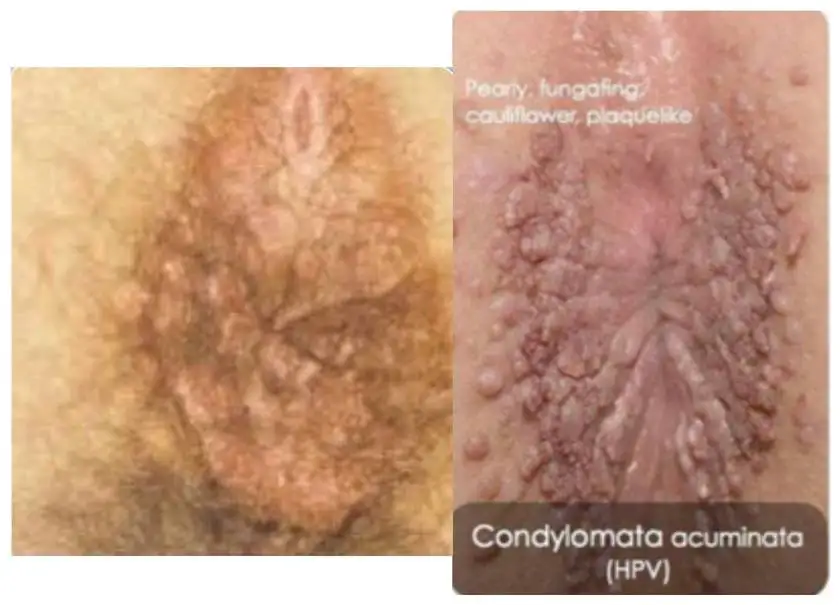 Pearly, fungating,
cauliflower, plaquelike
Condylomata acuminata
(HPV)